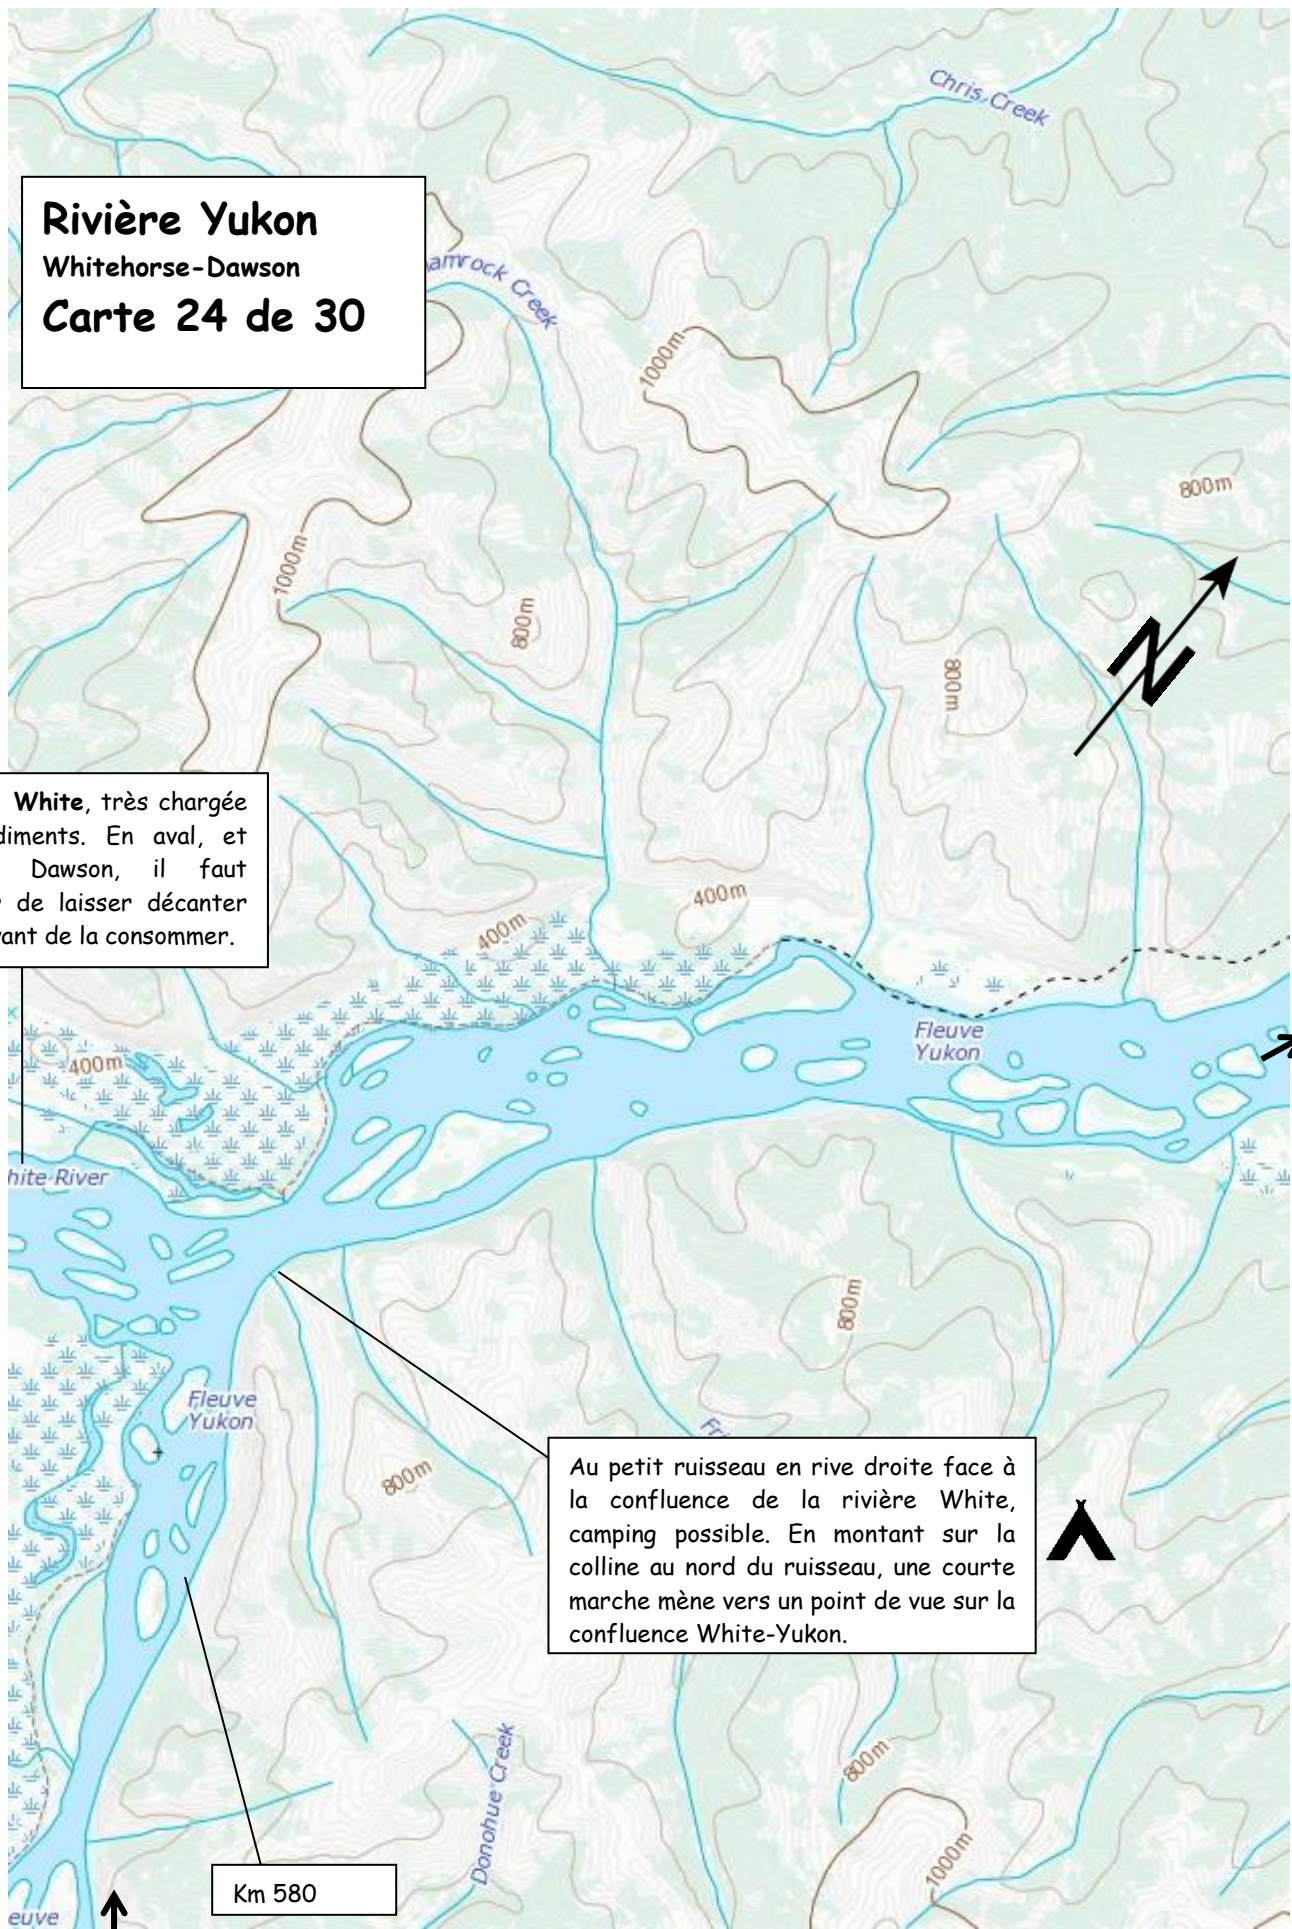 Chris Creek
Rivière Yukon
Whitehorse-Dawson
Carte 24 de 30
amrock Creek
1000m
800m
1000m
800m
800m
N
White, très chargée
diments. En aval, et
Dawson, il faut
de laisser décanter
vant de la consommer.
400m
400m
Fleuve
Yukon
400m
hite River
800m
Fleuve
Yukon
800m
Au petit ruisseau en rive droite face à
la confluence de la rivière White,
camping possible. En montant sur la
colline au nord du ruisseau, une courte
marche mène vers un point de vue sur la
confluence White-Yukon.
Donohue Creek
800m
1000m
Km 580
euve